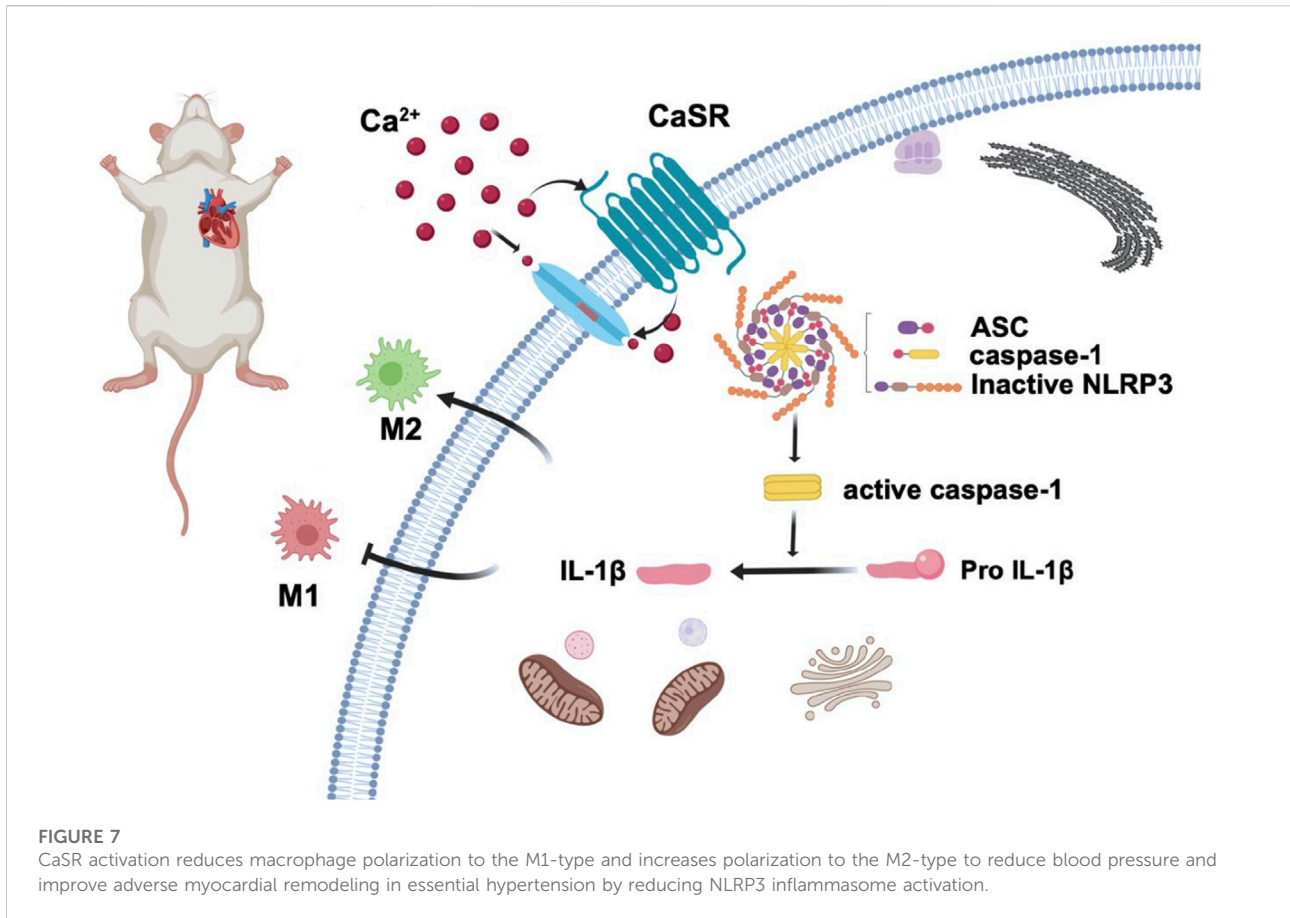 Ca²⁺
CaSR
ASC
caspase-1
Inactive NLRP3
M2
active caspase-1
IL-1β
Pro IL-1β
M1
FIGURE 7
CaSR activation reduces macrophage polarization to the M1-type and increases polarization to the M2-type to reduce blood pressure and
improve adverse myocardial remodeling in essential hypertension by reducing NLRP3 inflammasome activation.